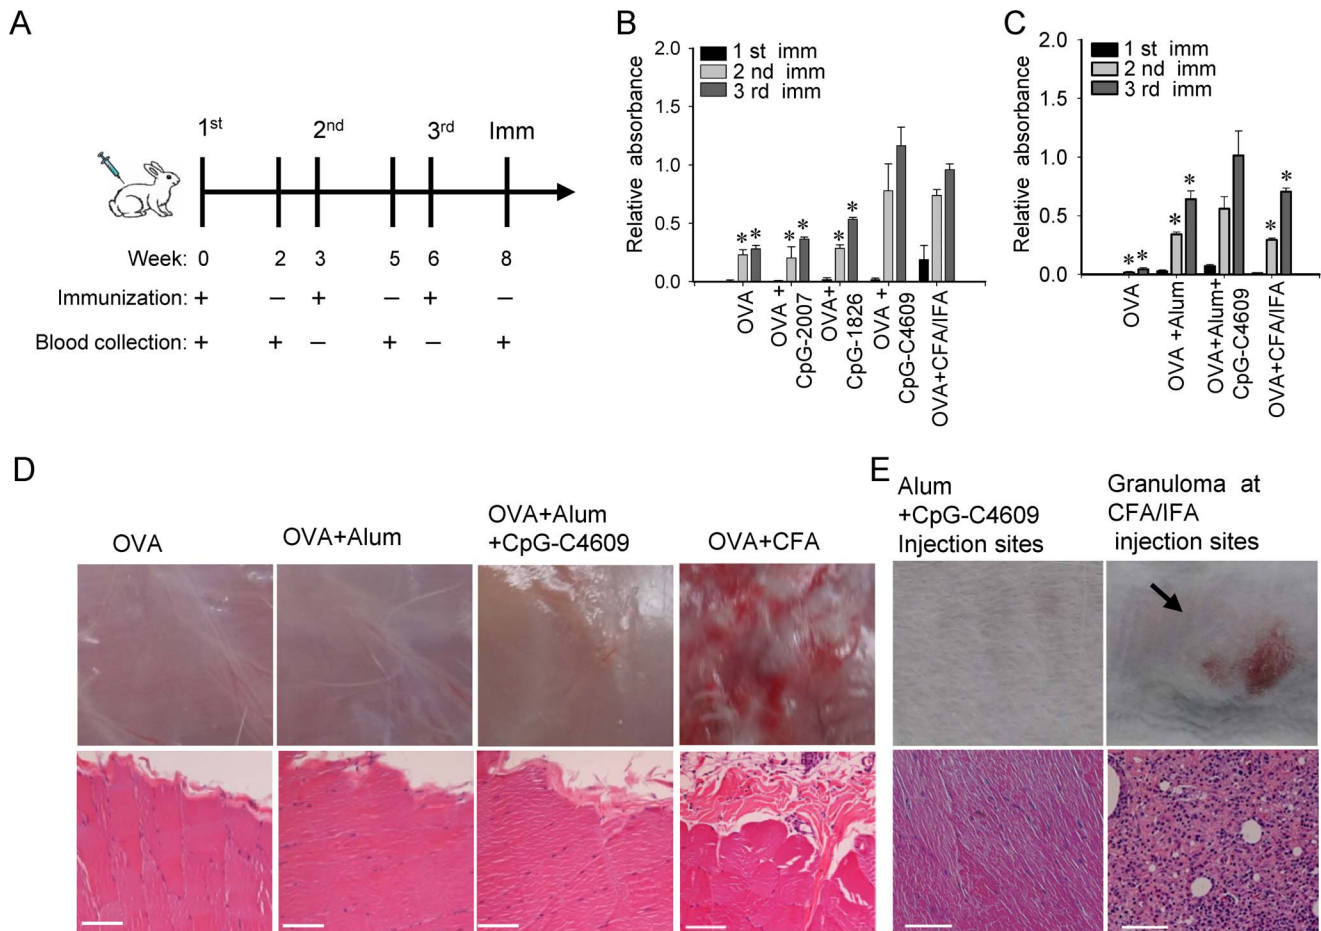 A
1st 2nd 3rd Imm
Week: 0 2 3 5 6 8
Immunization: + – + – + –
Blood collection: + + – + – +
B
2.0
1.5
1.0
0.5
0.0
Relative absorbance
1 st imm
2 nd imm
3 rd imm
* * * * * *
OVA
OVA +
CpG-2007
OVA+
CpG-1826
OVA +
CpG-C4609
OVA+CFA/IFA
C
2.0
1.5
1.0
0.5
0.0
Relative absorbance
1 st imm
2 nd imm
3 rd imm
* * * * * *
OVA
OVA +Alum
OVA+Alum+
CpG-C4609
OVA+CFA/IFA
D
OVA
OVA+Alum
OVA+Alum
+CpG-C4609
OVA+CFA
E
Alum
+CpG-C4609
Injection sites
Granuloma at
CFA/IFA
injection sites